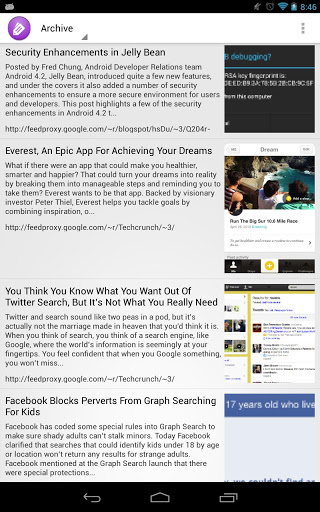 8:46
Archive
Security Enhancements in Jelly Bean
Posted by Fred Chung, Android Developer Relations team
Android 4.2, Jelly Bean, introduced quite a few new features,
and under the covers it also added a number of security
enhancements to ensure a more secure environment for users
and developers. This post highlights a few of the security
enhancements in Android 4.2 t...
http://feedproxy.google.com/~r/blogspot/hsDu/~3/Q204r-
B debugging?
RSA key fingerprint is:
from this computer
Everest, An Epic App For Achieving Your Dreams
What if there were an app that could make you healthier,
smarter and happier? That could turn your dreams into reality
by breaking them into manageable steps and reminding you
to take them? Everest wants to be that app. Backed by visionary
investor Peter Thiel, Everest helps you tackle goals by
combining inspiration, o...
http://feedproxy.google.com/~r/Techcrunch/~3/
Dream
Run The Big Sur 10.6 Mile Race
You Think You Know What You Want Out Of
Twitter Search, But It's Not What You Really Need
Twitter and search sound like two peas in a pod, but it's
actually not the marriage made in heaven that you'd think it is.
When you think of search, you think of a search engine, like
Google, where the world's information is seemingly at your
fingertips. You feel confident that when you Google something,
you won't miss...
http://feedproxy.google.com/~r/Techcrunch/~3/
Facebook Blocks Perverts From Graph Searching
For Kids
Facebook has coded some special rules into Graph Search to
make sure shady adults can't stalk minors. Today Facebook
clarified that searches that could identify kids under 18 by age
or location won't return any results for strange adults.
Facebook mentioned at the Graph Search launch that there
were special protections...
17 years old who live
we couldn't find an